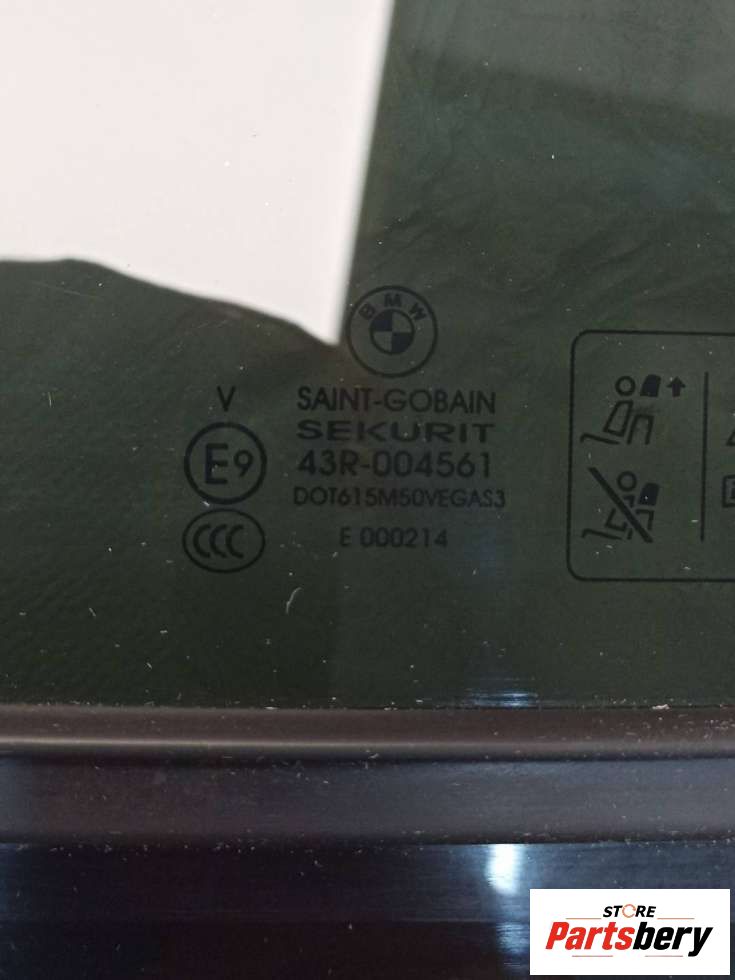 BMW
V
SAINT-GOBAIN
SEKURIT
E9
43R-004561
DOT615M50VEGAS3
CCC
E 000214
STORE
Partsbery